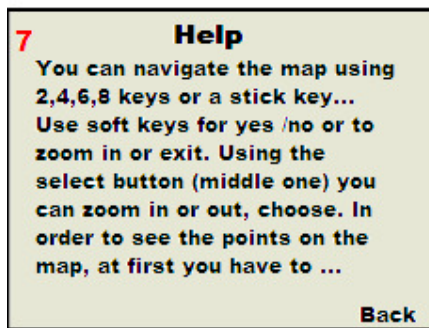 7 Help
You can navigate the map using
2,4,6,8 keys or a stick key...
Use soft keys for yes /no or to
zoom in or exit. Using the
select button (middle one) you
can zoom in or out, choose. In
order to see the points on the
map, at first you have to ...
Back